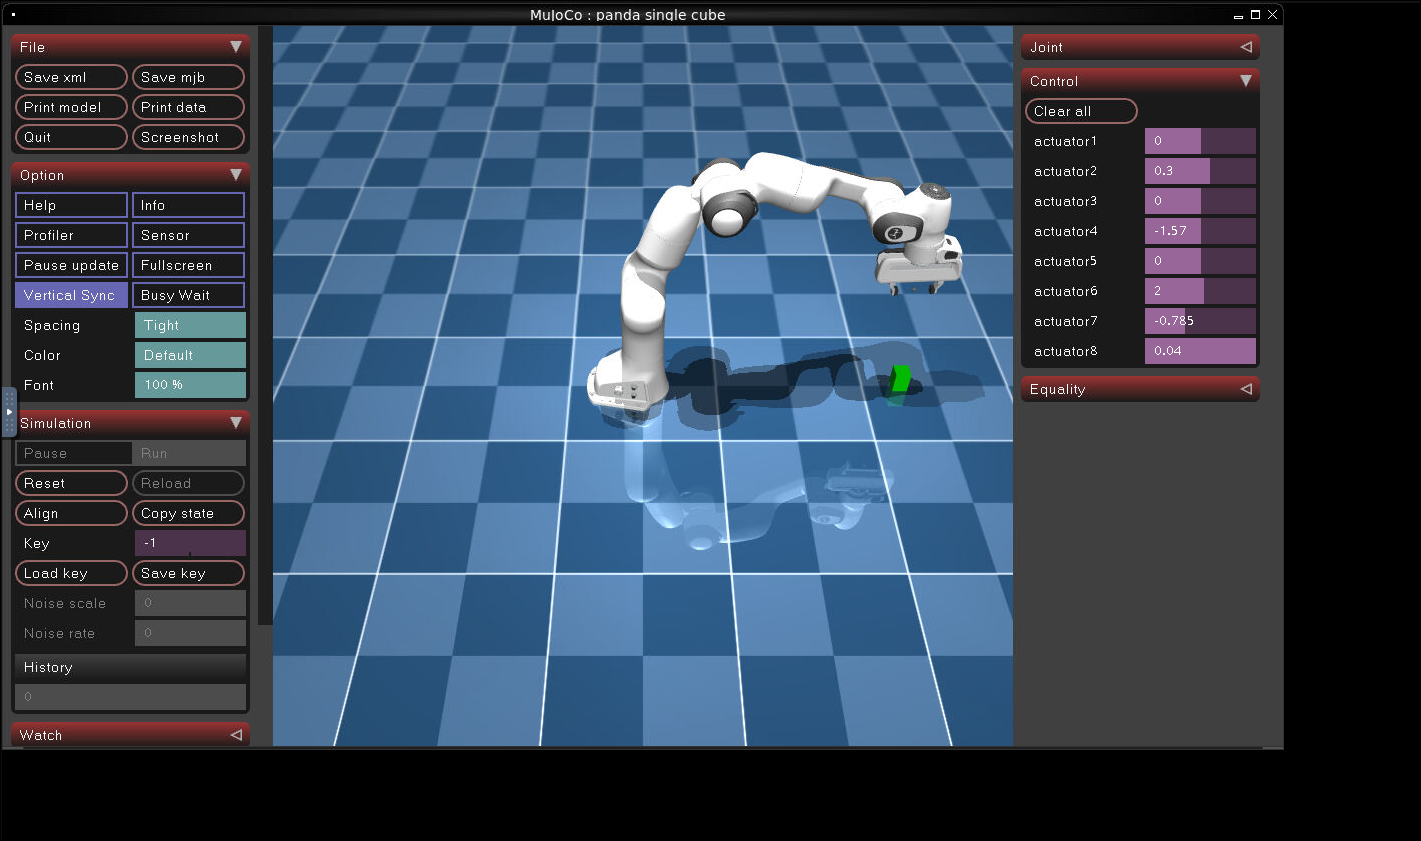 MuJoCo : panda single cube
File
Save xml Save mjb
Print model Print data
Quit Screenshot
Option
Help Info
Profiler Sensor
Pause update Fullscreen
Vertical Sync Busy Wait
Spacing Tight
Color Default
Font 100 %
Simulation
Pause Run
Reset Reload
Align Copy state
Key -1
Load key Save key
Noise scale 0
Noise rate 0
History
0
Watch
Joint
Control
Clear all
actuator1 0
actuator2 0.3
actuator3 0
actuator4 -1.57
actuator5 0
actuator6 2
actuator7 -0.785
actuator8 0.04
Equality